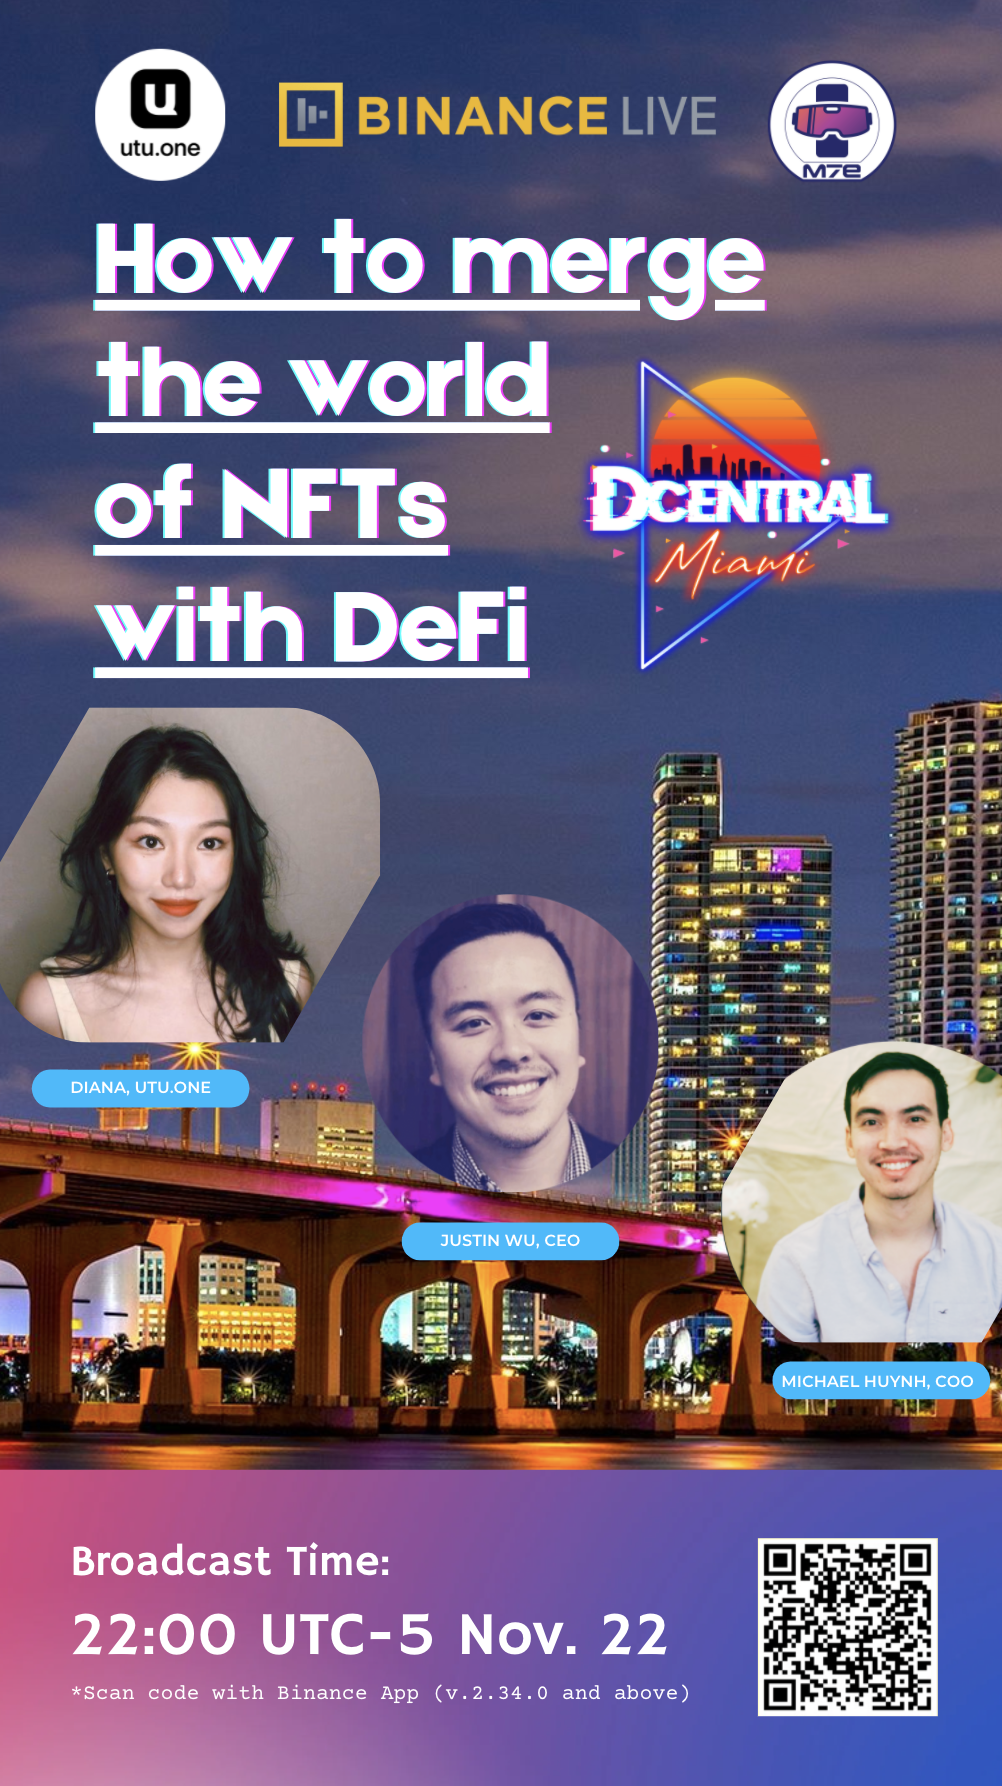 utu.one
BINANCE LIVE
M7e
How to merge
the world
of NFTs
with DeFi
DCENTRAL
Miami
DIANA, UTU.ONE
JUSTIN WU, CEO
MICHAEL HUYNH, COO
Broadcast Time:
22:00 UTC-5 Nov. 22
*Scan code with Binance App (v.2.34.0 and above)